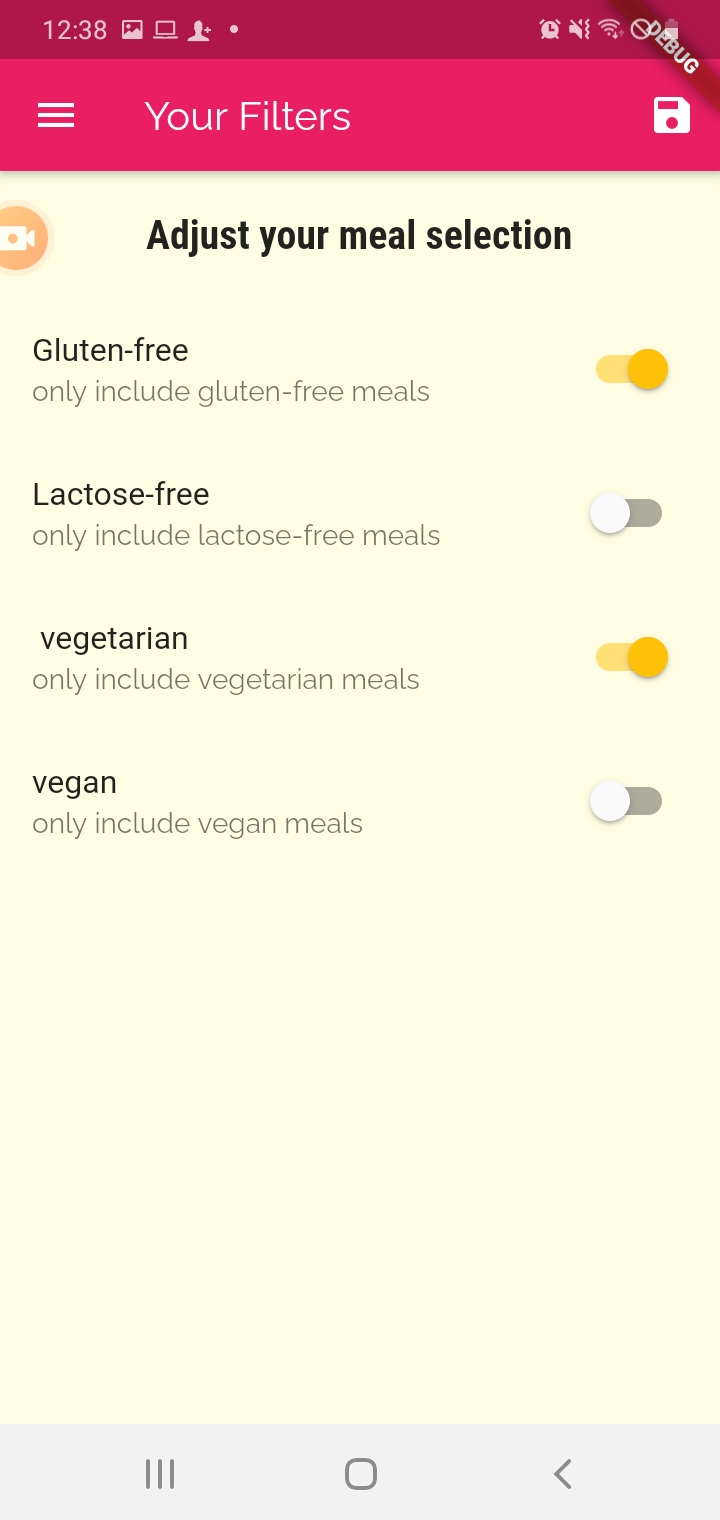 12:38
DEBUG
Your Filters
Adjust your meal selection
Gluten-free
only include gluten-free meals
Lactose-free
only include lactose-free meals
vegetarian
only include vegetarian meals
vegan
only include vegan meals